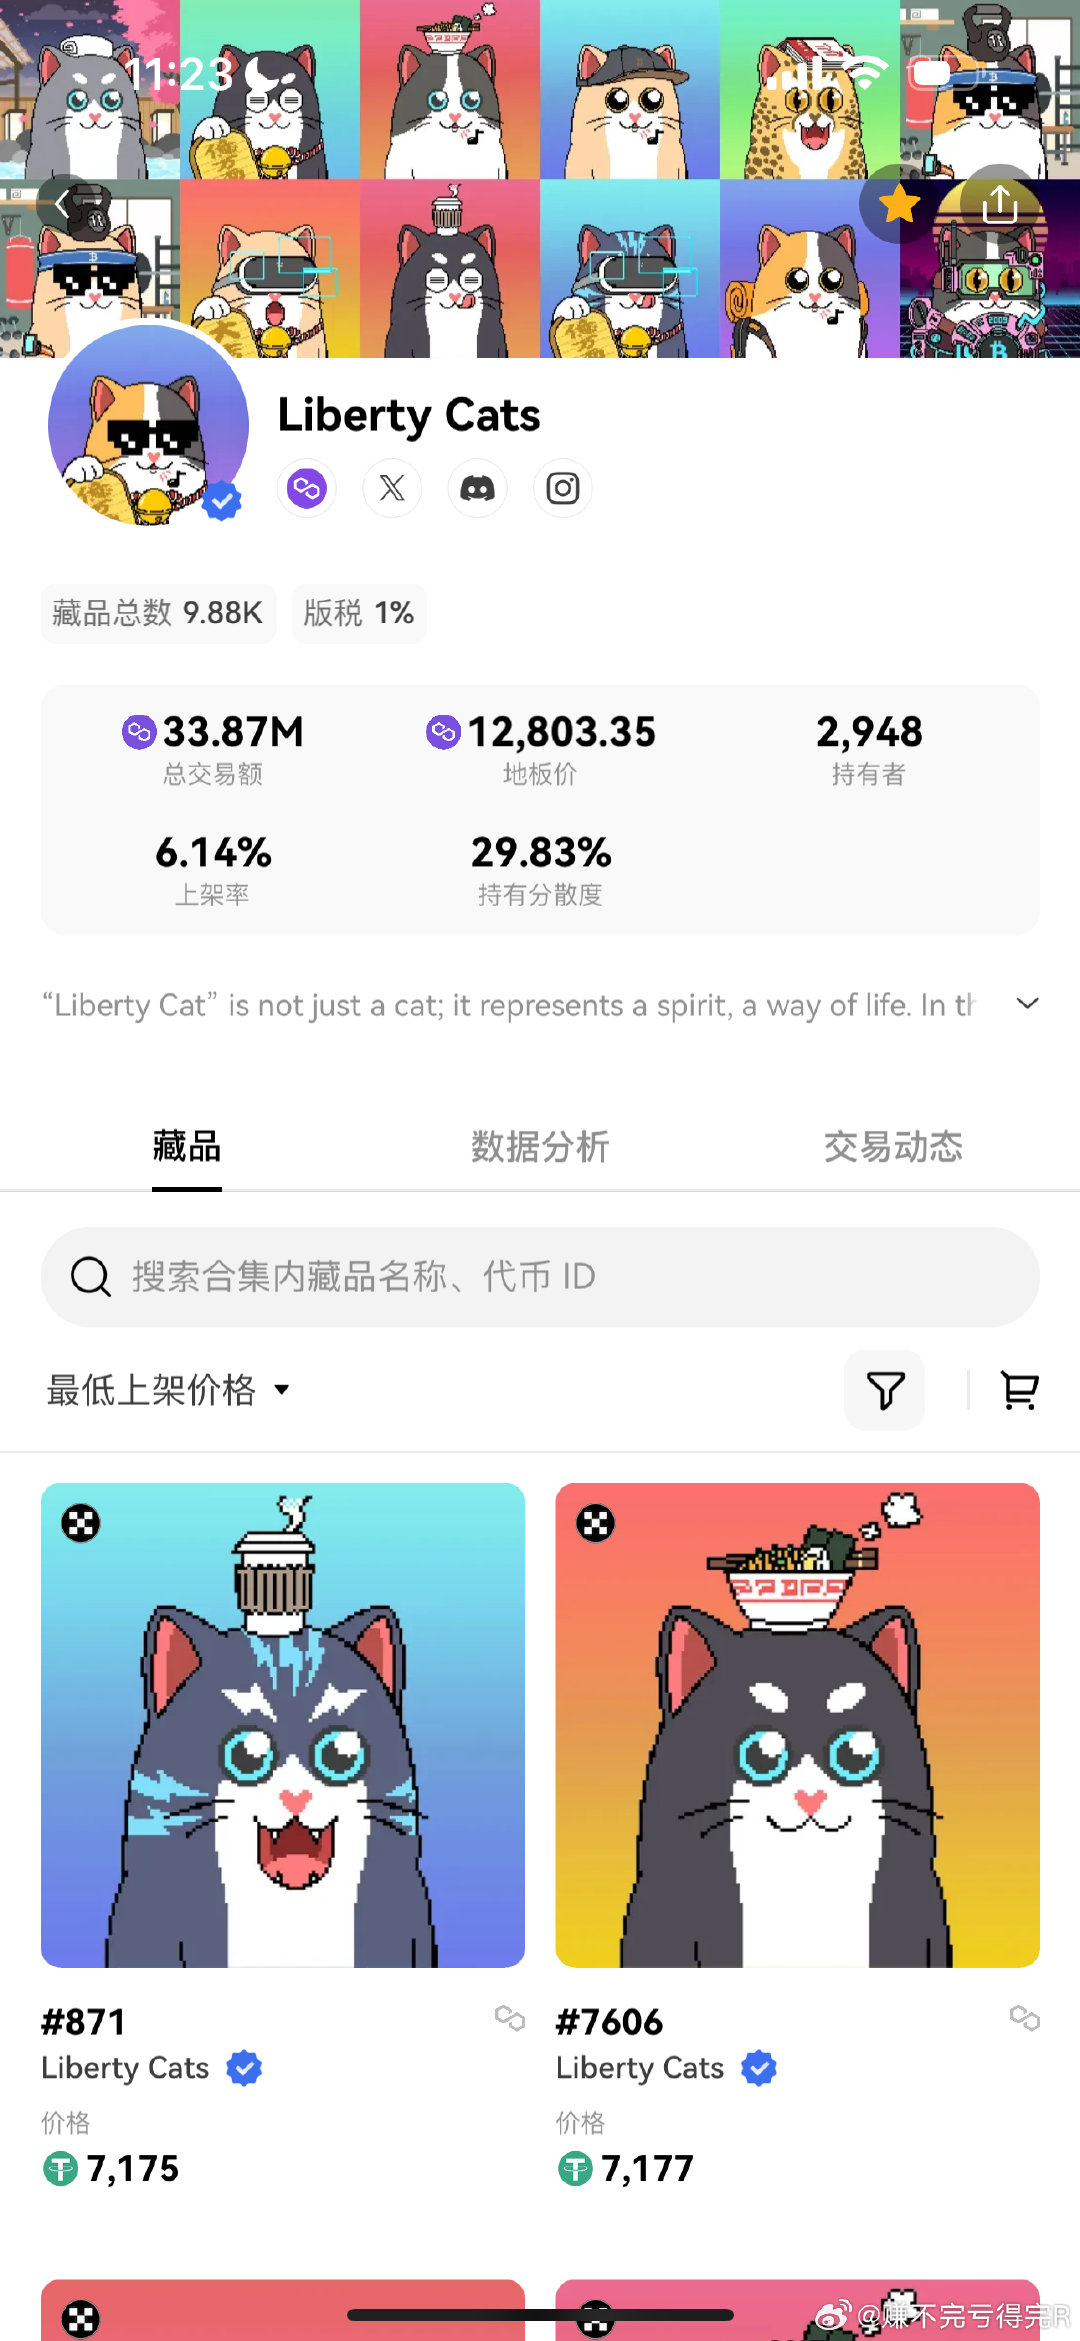 11:23
Liberty Cats
藏品总数 9.88K 版税 1%
33.87M 12,803.35 2,948
总交易额 地板价 持有者
6.14% 29.83%
上架率 持有分散度
“Liberty Cat” is not just a cat; it represents a spirit, a way of life. In th
藏品 数据分析 交易动态
搜索合集内藏品名称、代币 ID
最低上架价格
#871 #7606
Liberty Cats Liberty Cats
价格 价格
7,175 7,177
@赚不完亏得完R